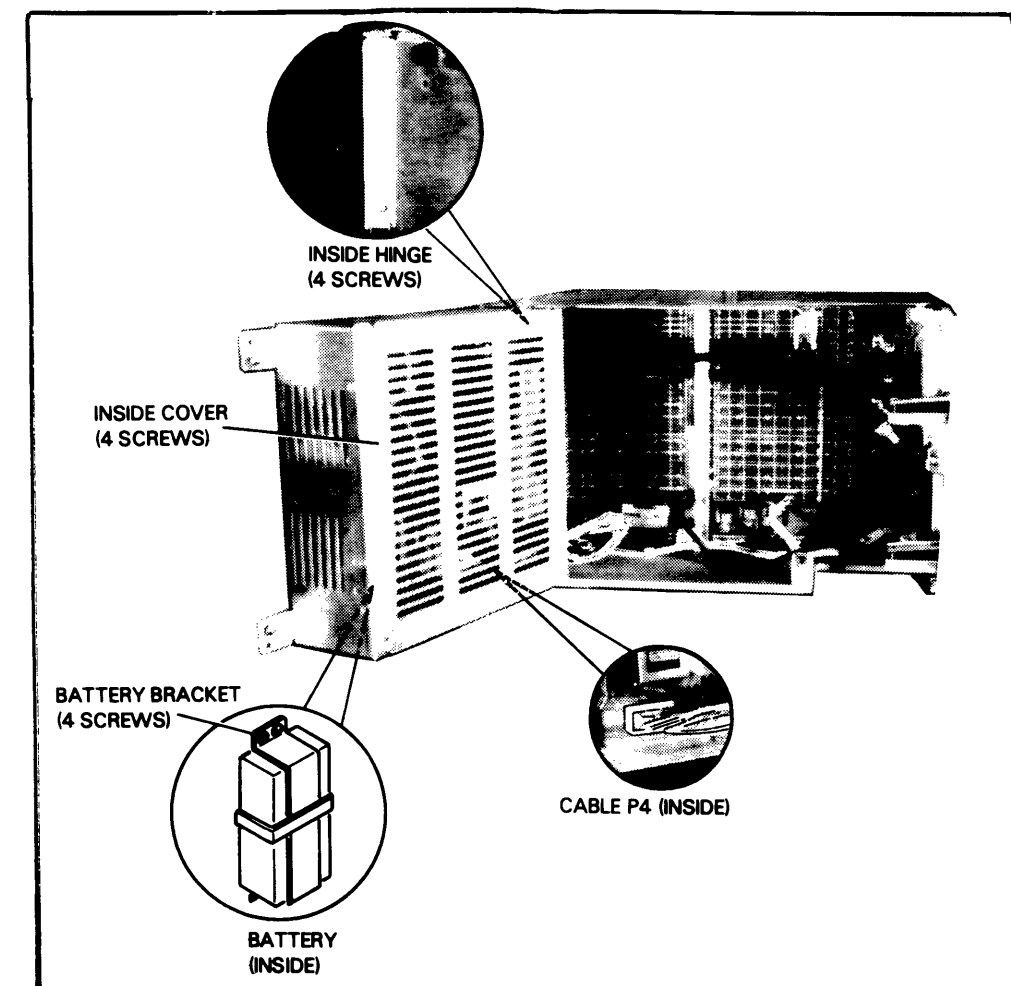 INSIDE HINGE
(4 SCREWS)
INSIDE COVER
(4 SCREWS)
BATTERY BRACKET
(4 SCREWS)
CABLE P4 (INSIDE)
BATTERY
(INSIDE)